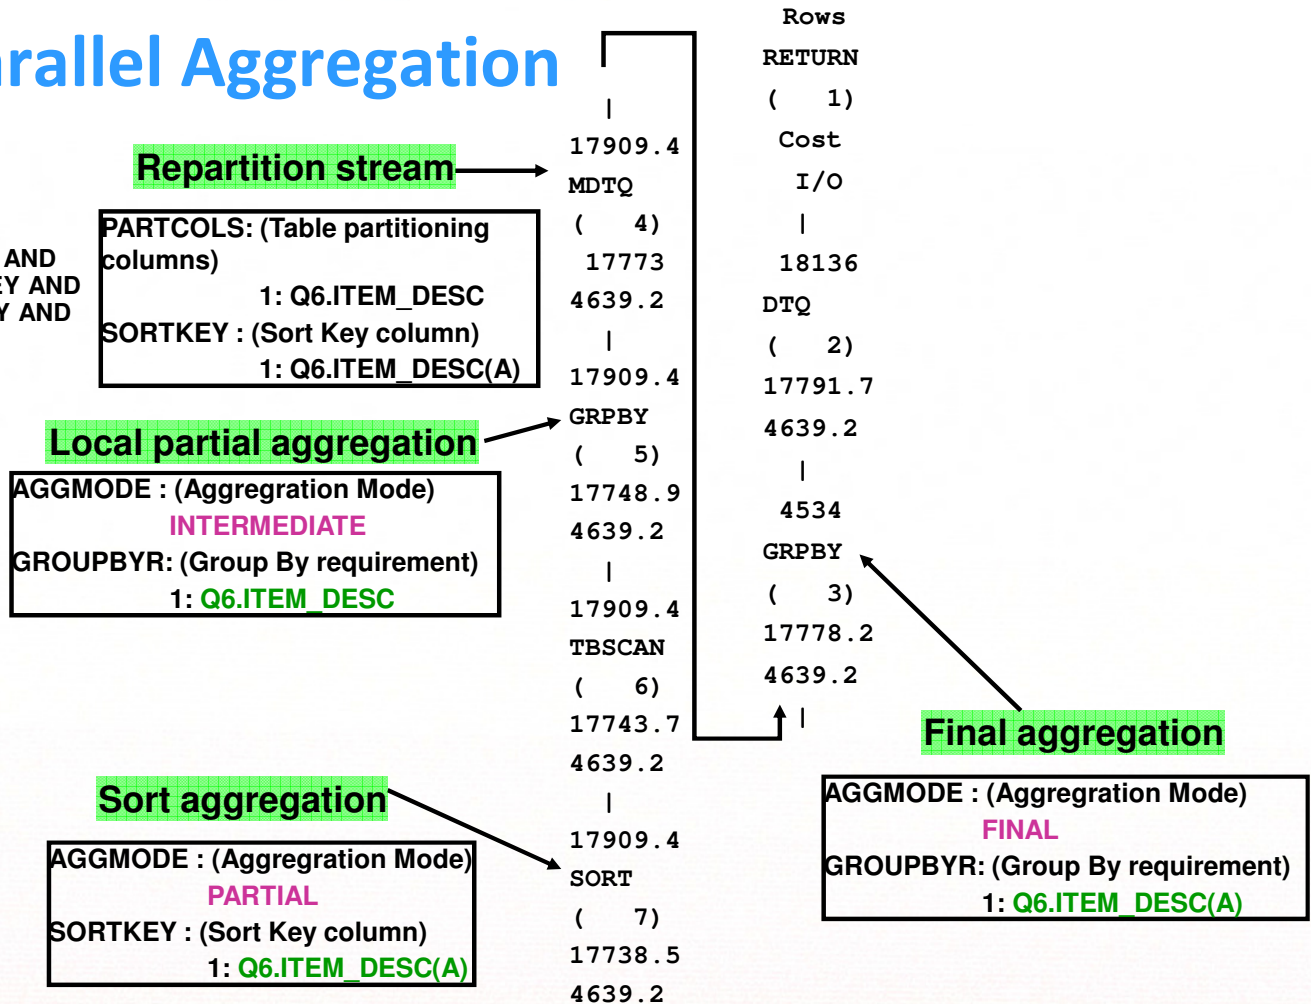 rallel Aggregation
AND
EY AND
Y AND
Repartition stream
PARTCOLS: (Table partitioning
columns)
1: Q6.ITEM_DESC
SORTKEY : (Sort Key column)
1: Q6.ITEM_DESC(A)
Local partial aggregation
AGGMODE : (Aggregration Mode)
INTERMEDIATE
GROUPBYR: (Group By requirement)
1: Q6.ITEM_DESC
Sort aggregation
AGGMODE : (Aggregration Mode)
PARTIAL
SORTKEY : (Sort Key column)
1: Q6.ITEM_DESC(A)
|
17909.4
MDTQ
( 4)
17773
4639.2
|
17909.4
GRPBY
( 5)
17748.9
4639.2
|
17909.4
TBSCAN
( 6)
17743.7
4639.2
|
17909.4
SORT
( 7)
17738.5
4639.2
Rows
RETURN
( 1)
Cost
I/O
|
18136
DTQ
( 2)
17791.7
4639.2
|
4534
GRPBY
( 3)
17778.2
4639.2
|
Final aggregation
AGGMODE : (Aggregration Mode)
FINAL
GROUPBYR: (Group By requirement)
1: Q6.ITEM_DESC(A)